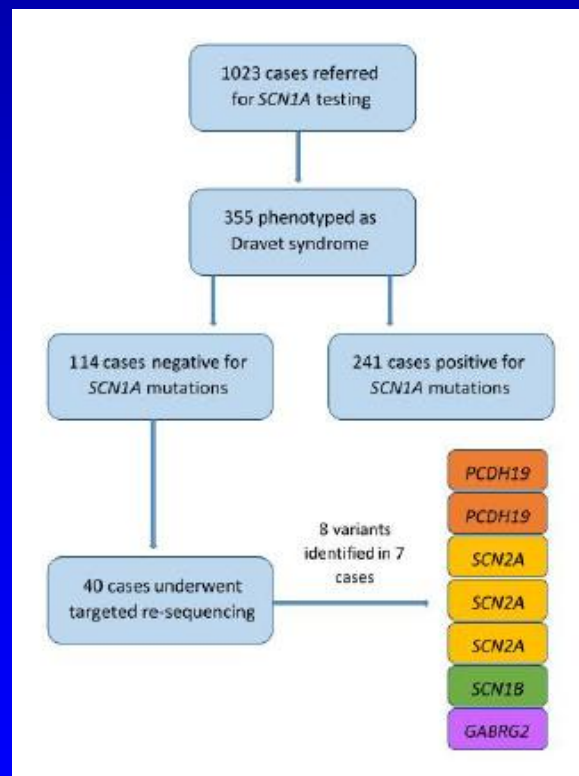 1023 cases referred
for SCN1A testing
355 phenotyped as
Dravet syndrome
114 cases negative for
SCN1A mutations
241 cases positive for
SCN1A mutations
40 cases underwent
targeted re-sequencing
8 variants
identified in 7
cases
PCDH19
PCDH19
SCN2A
SCN2A
SCN2A
SCN1B
GABRG2